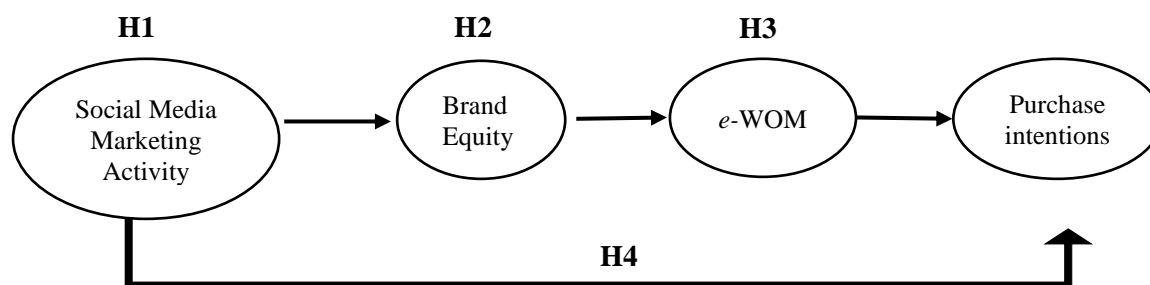 H1
H2
H3
Social Media
Marketing
Activity
Brand
Equity
e-WOM
Purchase
intentions
H4